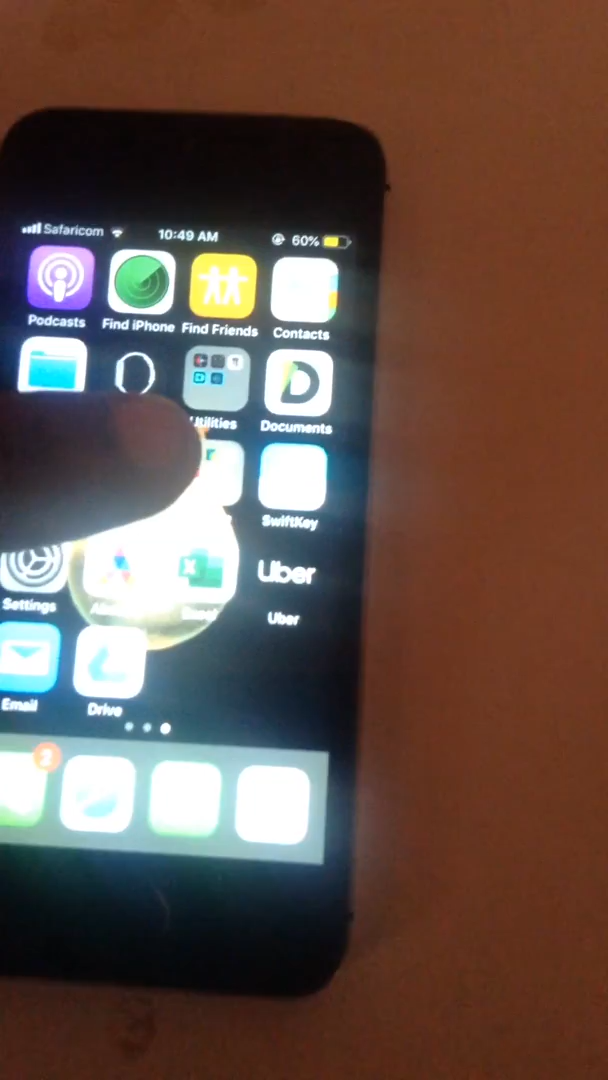 Safaricom 10:49 AM 60%
Podcasts Find iPhone Find Friends Contacts
Utilities Documents
SwiftKey
Uber
Settings Excel Uber
Email Drive
2